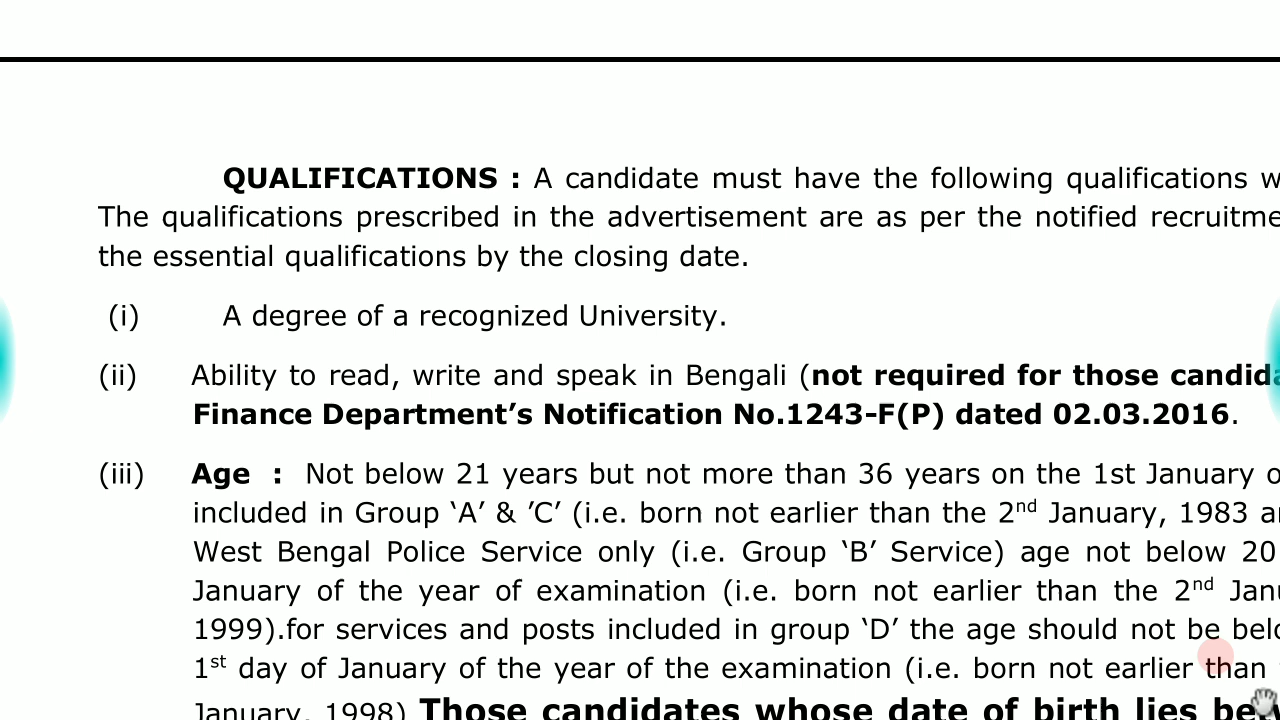 QUALIFICATIONS : A candidate must have the following qualifications w
The qualifications prescribed in the advertisement are as per the notified recruitme
the essential qualifications by the closing date.
(i) A degree of a recognized University.
(ii) Ability to read, write and speak in Bengali (not required for those candida
Finance Department’s Notification No.1243-F(P) dated 02.03.2016.
(iii) Age : Not below 21 years but not more than 36 years on the 1st January o
included in Group ‘A’ & ’C’ (i.e. born not earlier than the 2nd January, 1983 an
West Bengal Police Service only (i.e. Group ‘B’ Service) age not below 20
January of the year of examination (i.e. born not earlier than the 2nd Janu
1999).for services and posts included in group ‘D’ the age should not be belo
1st day of January of the year of the examination (i.e. born not earlier than
January, 1998) Those candidates whose date of birth lies be